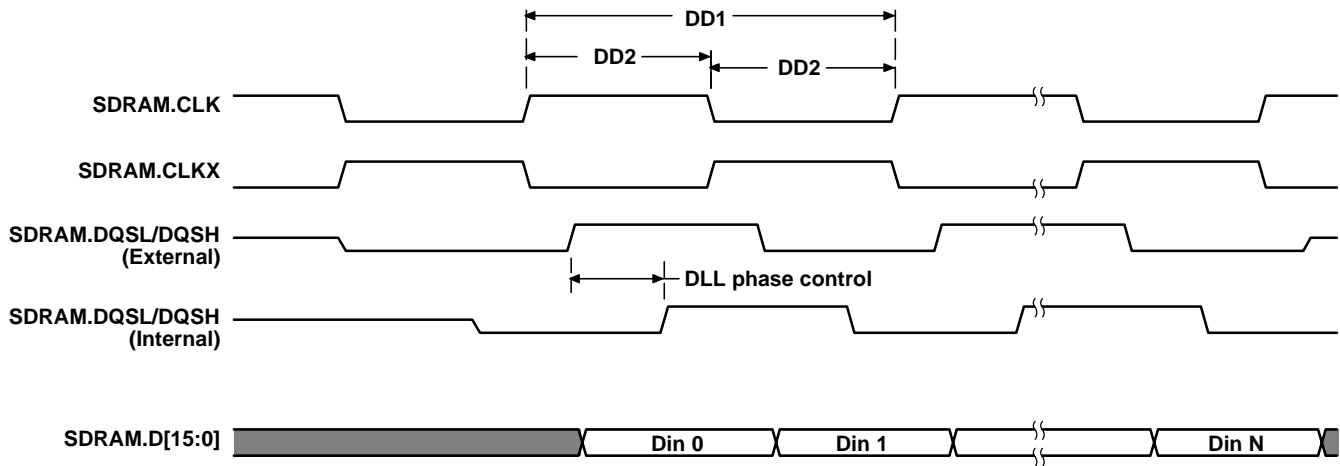 DD1
DD2
DD2
SDRAM.CLK
SDRAM.CLKX
SDRAM.DQSL/DQSH
(External)
DLL phase control
SDRAM.DQSL/DQSH
(Internal)
SDRAM.D[15:0]
Din 0
Din 1
Din N